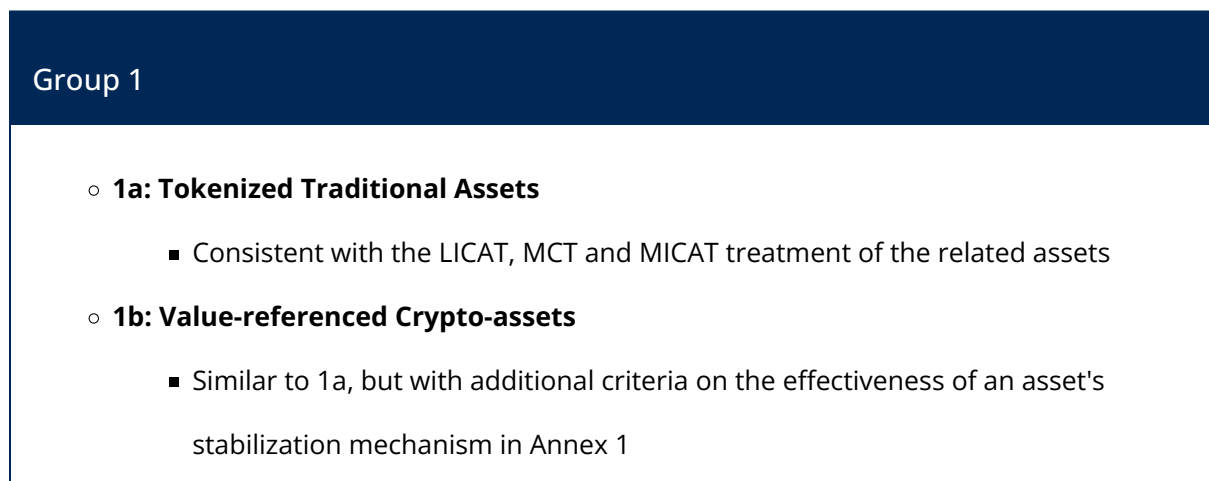 Group 1
1a: Tokenized Traditional Assets
Consistent with the LICAT, MCT and MICAT treatment of the related assets
1b: Value-referenced Crypto-assets
Similar to 1a, but with additional criteria on the effectiveness of an asset's
stabilization mechanism in Annex 1